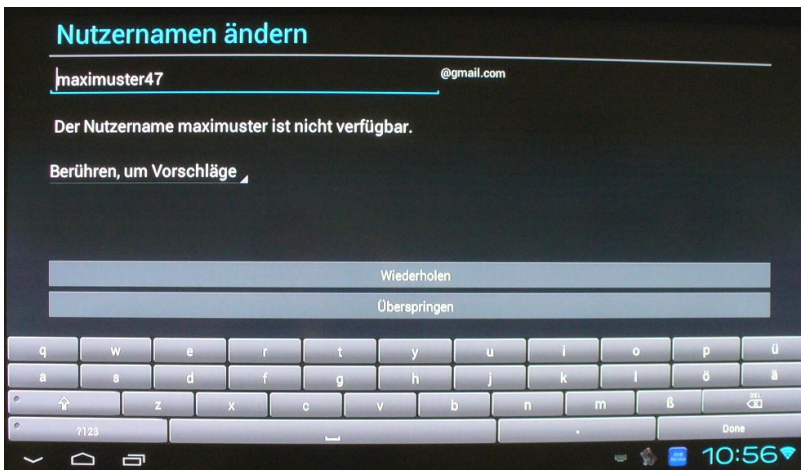 Nutzernamen ändern
maximuster47 @gmail.com
Der Nutzername maximuster ist nicht verfügbar.
Berühren, um Vorschläge
Wiederholen
Überspringen
q w e r t y u i o p ü
a s d f g h j k l ö ä
z x c v b n m ß DEL
?123 . Done
10:56